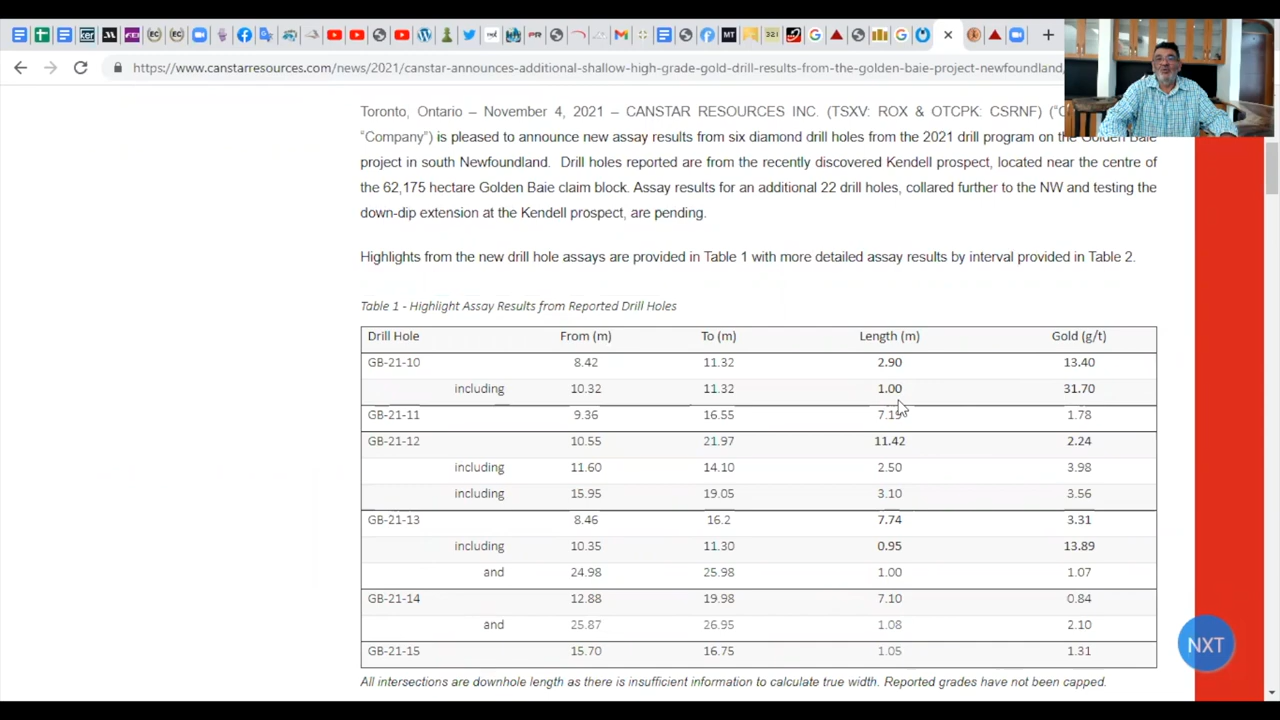 https://www.canstarresources.com/news/2021/canstar-announces-additional-shallow-high-grade-gold-drill-results-from-the-golden-baie-project-newfoundland,
Toronto, Ontario – November 4, 2021 – CANSTAR RESOURCES INC. (TSXV: ROX & OTCPK: CSRNF) (“C
“Company”) is pleased to announce new assay results from six diamond drill holes from the 2021 drill program on the Golden Baie
project in south Newfoundland. Drill holes reported are from the recently discovered Kendell prospect, located near the centre of
the 62,175 hectare Golden Baie claim block. Assay results for an additional 22 drill holes, collared further to the NW and testing the
down-dip extension at the Kendell prospect, are pending.
Highlights from the new drill hole assays are provided in Table 1 with more detailed assay results by interval provided in Table 2.
Table 1 - Highlight Assay Results from Reported Drill Holes
Drill Hole From (m) To (m) Length (m) Gold (g/t)
GB-21-10 8.42 11.32 2.90 13.40
including 10.32 11.32 1.00 31.70
GB-21-11 9.36 16.55 7.19 1.78
GB-21-12 10.55 21.97 11.42 2.24
including 11.60 14.10 2.50 3.98
including 15.95 19.05 3.10 3.56
GB-21-13 8.46 16.2 7.74 3.31
including 10.35 11.30 0.95 13.89
and 24.98 25.98 1.00 1.07
GB-21-14 12.88 19.98 7.10 0.84
and 25.87 26.95 1.08 2.10
GB-21-15 15.70 16.75 1.05 1.31
All intersections are downhole length as there is insufficient information to calculate true width. Reported grades have not been capped.
NXT